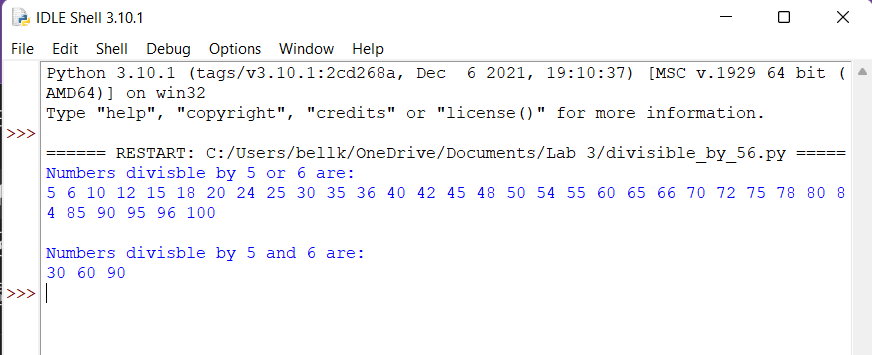 IDLE Shell 3.10.1
File Edit Shell Debug Options Window Help
Python 3.10.1 (tags/v3.10.1:2cd268a, Dec  6 2021, 19:10:37) [MSC v.1929 64 bit (
AMD64)] on win32
Type "help", "copyright", "credits" or "license()" for more information.
>>>
====== RESTART: C:/Users/bellk/OneDrive/Documents/Lab 3/divisible_by_56.py =====
Numbers divisble by 5 or 6 are:
5 6 10 12 15 18 20 24 25 30 35 36 40 42 45 48 50 54 55 60 65 66 70 72 75 78 80 8
4 85 90 95 96 100
Numbers divisble by 5 and 6 are:
30 60 90
>>>